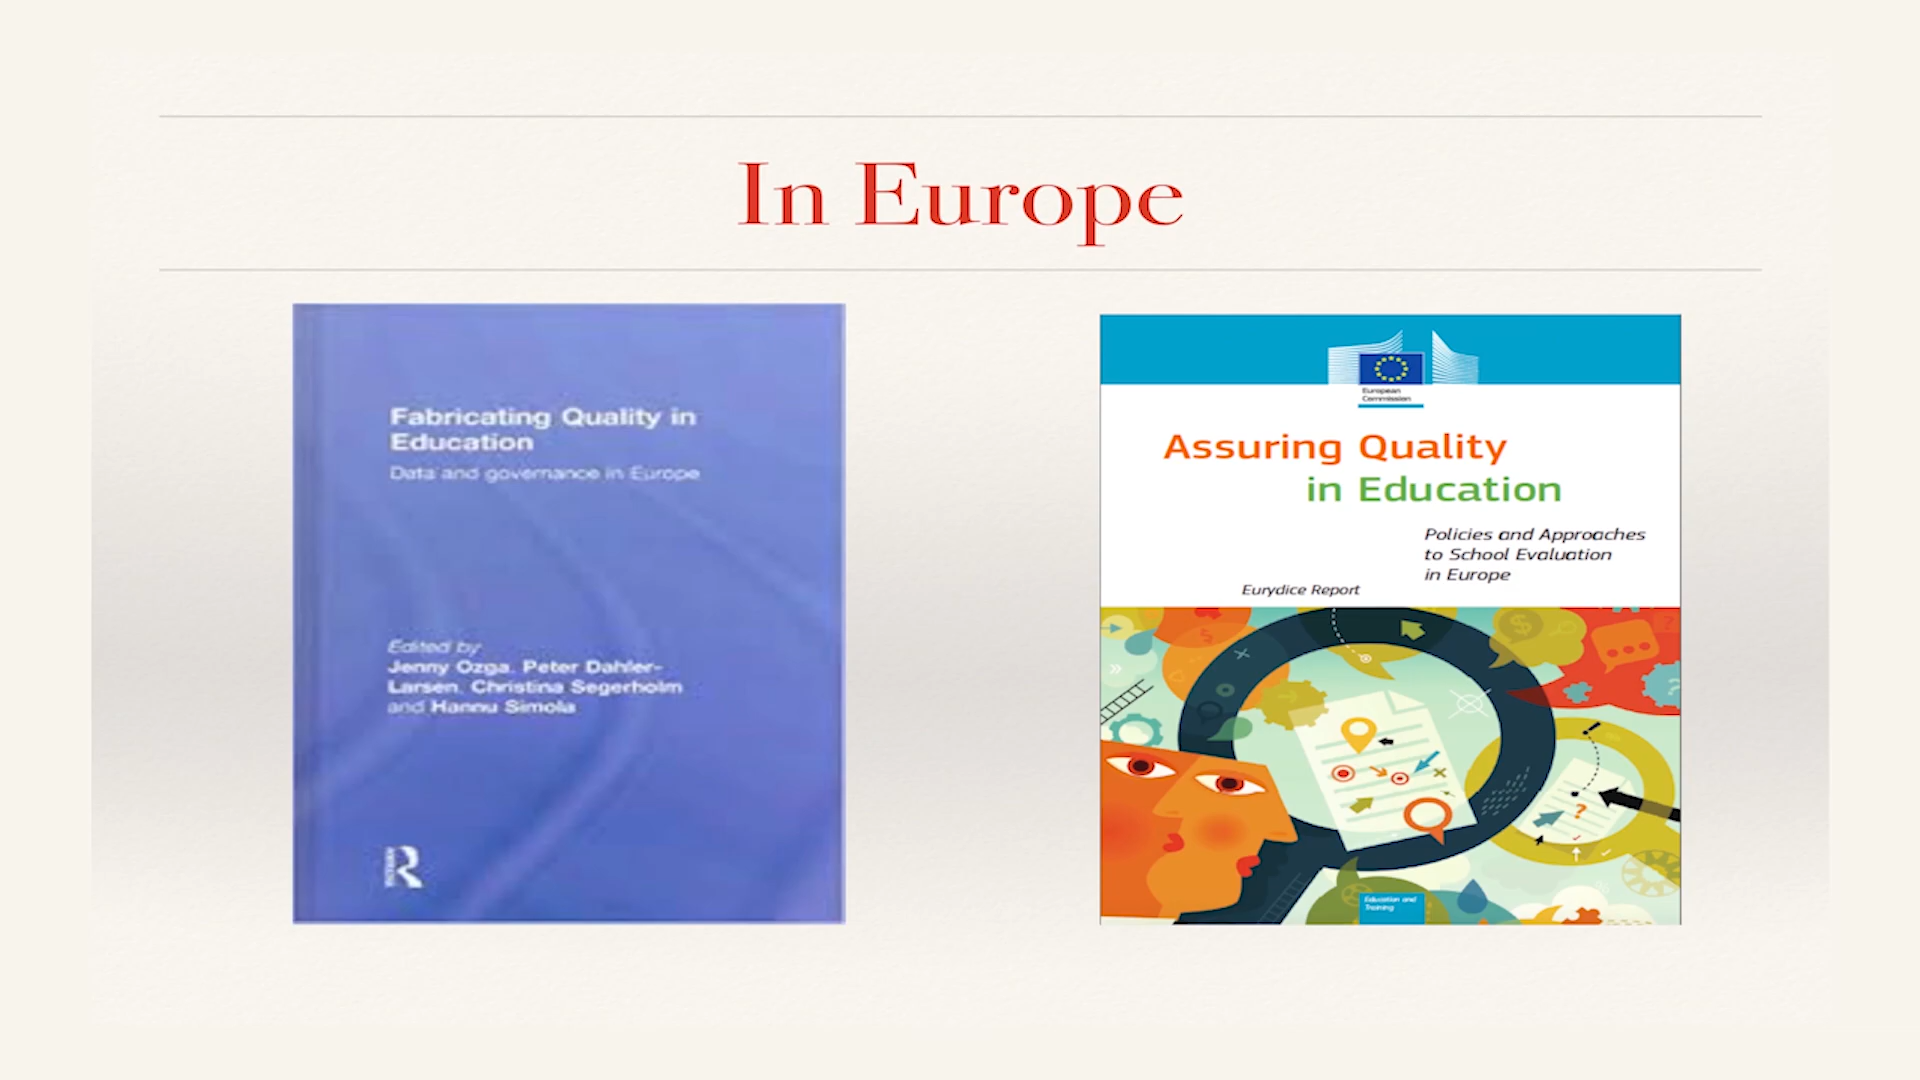 In Europe
Fabricating Quality in
Education
Data and governance in Europe
Edited by
Jenny Ozga, Peter Dahler-
Larsen, Christina Segerholm
and Hannu Simola
R
European
Commission
Assuring Quality
in Education
Policies and Approaches
to School Evaluation
in Europe
Eurydice Report
Education and
Training